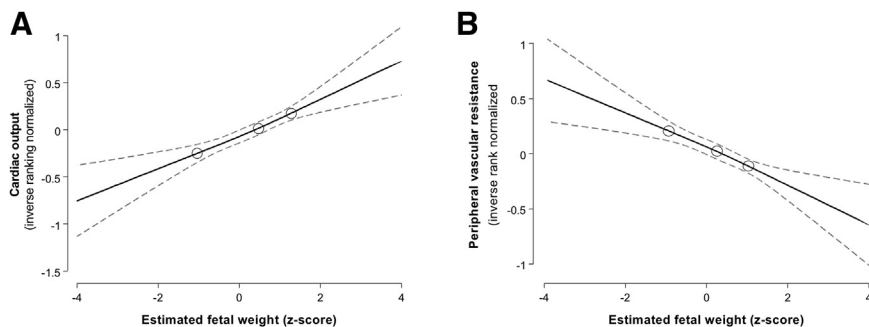 A
Cardiac output
(inverse ranking normalized)
1
0.5
0
-0.5
-1
-1.5
-4
-2
0
2
4
Estimated fetal weight (z-score)
B
Peripheral vascular resistance
(inverse rank normalized)
1
0.5
0
-0.5
-1
-4
-2
0
2
4
Estimated fetal weight (z-score)